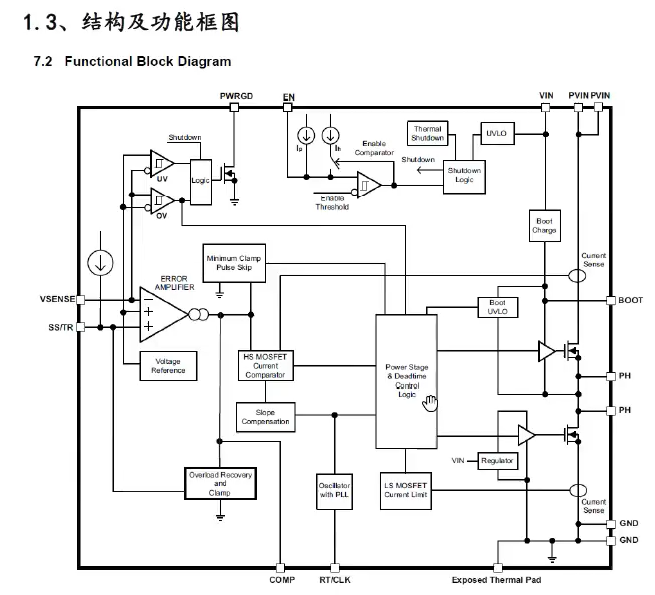 1.3、结构及功能框图
7.2 Functional Block Diagram
PWRGD
EN
VIN
PVIN PVIN
Shutdown
UV
Logic
OV
Ip
Ih
Enable
Comparator
Enable
Threshold
Thermal
Shutdown
UVLO
Shutdown
Shutdown
Logic
Boot
Charge
Current
Sense
Minimum Clamp
Pulse Skip
ERROR
AMPLIFIER
VSENSE
SS/TR
Boot
UVLO
BOOT
Voltage
Reference
HS MOSFET
Current
Comparator
Power Stage
& Deadtime
Control
Logic
PH
PH
Slope
Compensation
VIN
Regulator
Overload Recovery
and
Clamp
Oscillator
with PLL
LS MOSFET
Current Limit
Current
Sense
GND
GND
COMP
RT/CLK
Exposed Thermal Pad